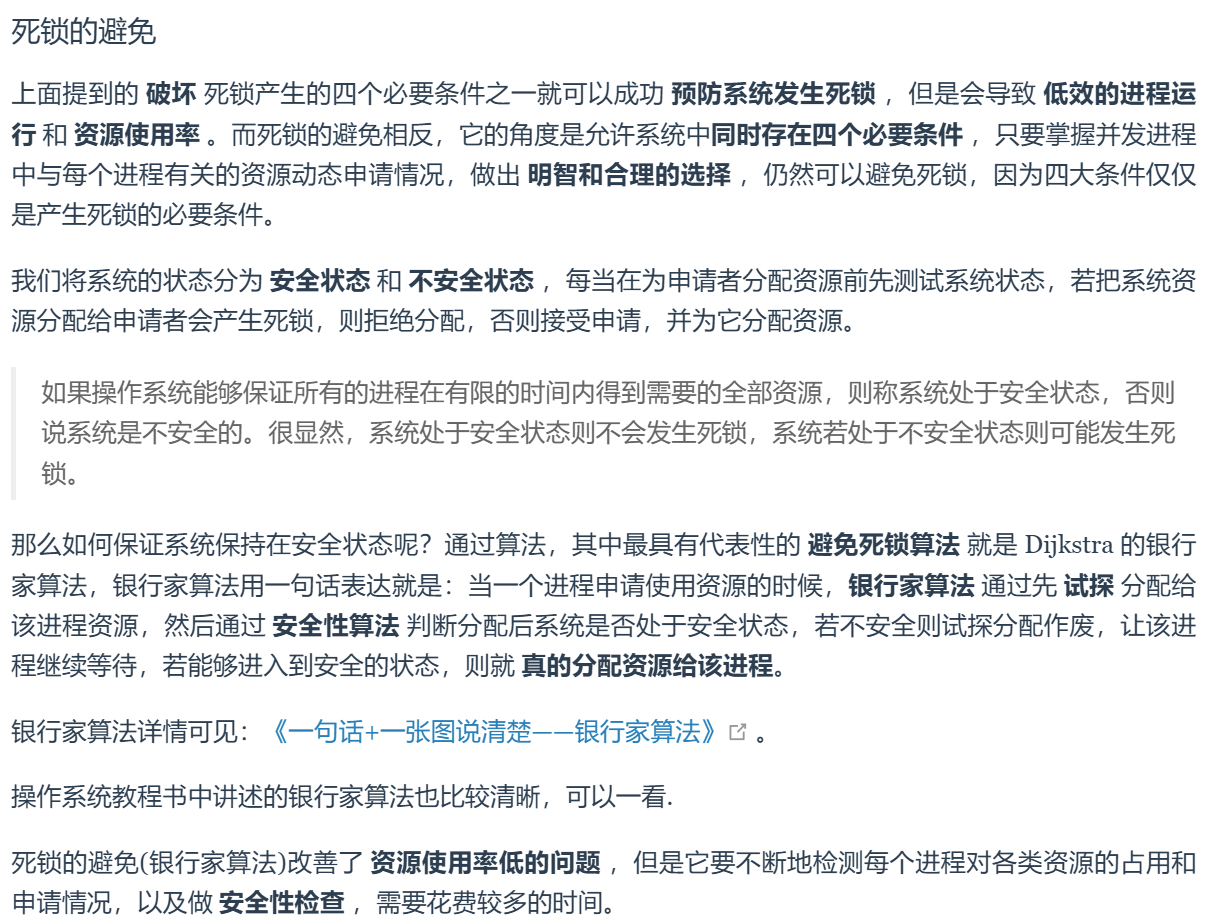 死锁的避免
上面提到的 破坏 死锁产生的四个必要条件之一就可以成功 预防系统发生死锁 ，但是会导致 低效的进程运
行 和 资源使用率 。而死锁的避免相反，它的角度是允许系统中同时存在四个必要条件 ，只要掌握并发进程
中与每个进程有关的资源动态申请情况，做出 明智和合理的选择 ，仍然可以避免死锁，因为四大条件仅仅
是产生死锁的必要条件。
我们将系统的状态分为 安全状态 和 不安全状态 ，每当在为申请者分配资源前先测试系统状态，若把系统资
源分配给申请者会产生死锁，则拒绝分配，否则接受申请，并为它分配资源。
如果操作系统能够保证所有的进程在有限的时间内得到需要的全部资源，则称系统处于安全状态，否则
说系统是不安全的。很显然，系统处于安全状态则不会发生死锁，系统若处于不安全状态则可能发生死
锁。
那么如何保证系统保持在安全状态呢？通过算法，其中最具有代表性的 避免死锁算法 就是 Dijkstra 的银行
家算法，银行家算法用一句话表达就是：当一个进程申请使用资源的时候，银行家算法 通过先 试探 分配给
该进程资源，然后通过 安全性算法 判断分配后系统是否处于安全状态，若不安全则试探分配作废，让该进
程继续等待，若能够进入到安全的状态，则就 真的分配资源给该进程。
银行家算法详情可见：《一句话+一张图说清楚——银行家算法》 。
操作系统教程书中讲述的银行家算法也比较清晰，可以一看.
死锁的避免(银行家算法)改善了 资源使用率低的问题 ，但是它要不断地检测每个进程对各类资源的占用和
申请情况，以及做 安全性检查 ，需要花费较多的时间。